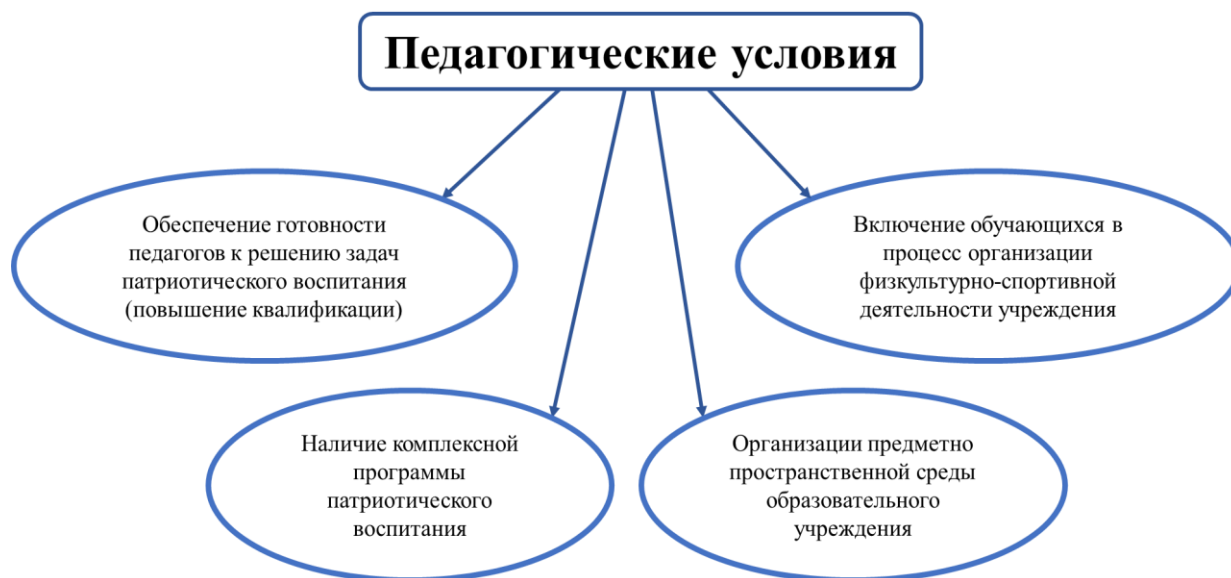 Педагогические условия
Обеспечение готовности
педагогов к решению задач
патриотического воспитания
(повышение квалификации)
Включение обучающихся в
процесс организации
физкультурно-спортивной
деятельности учреждения
Наличие комплексной
программы
патриотического
воспитания
Организации предметно
пространственной среды
образовательного
учреждения